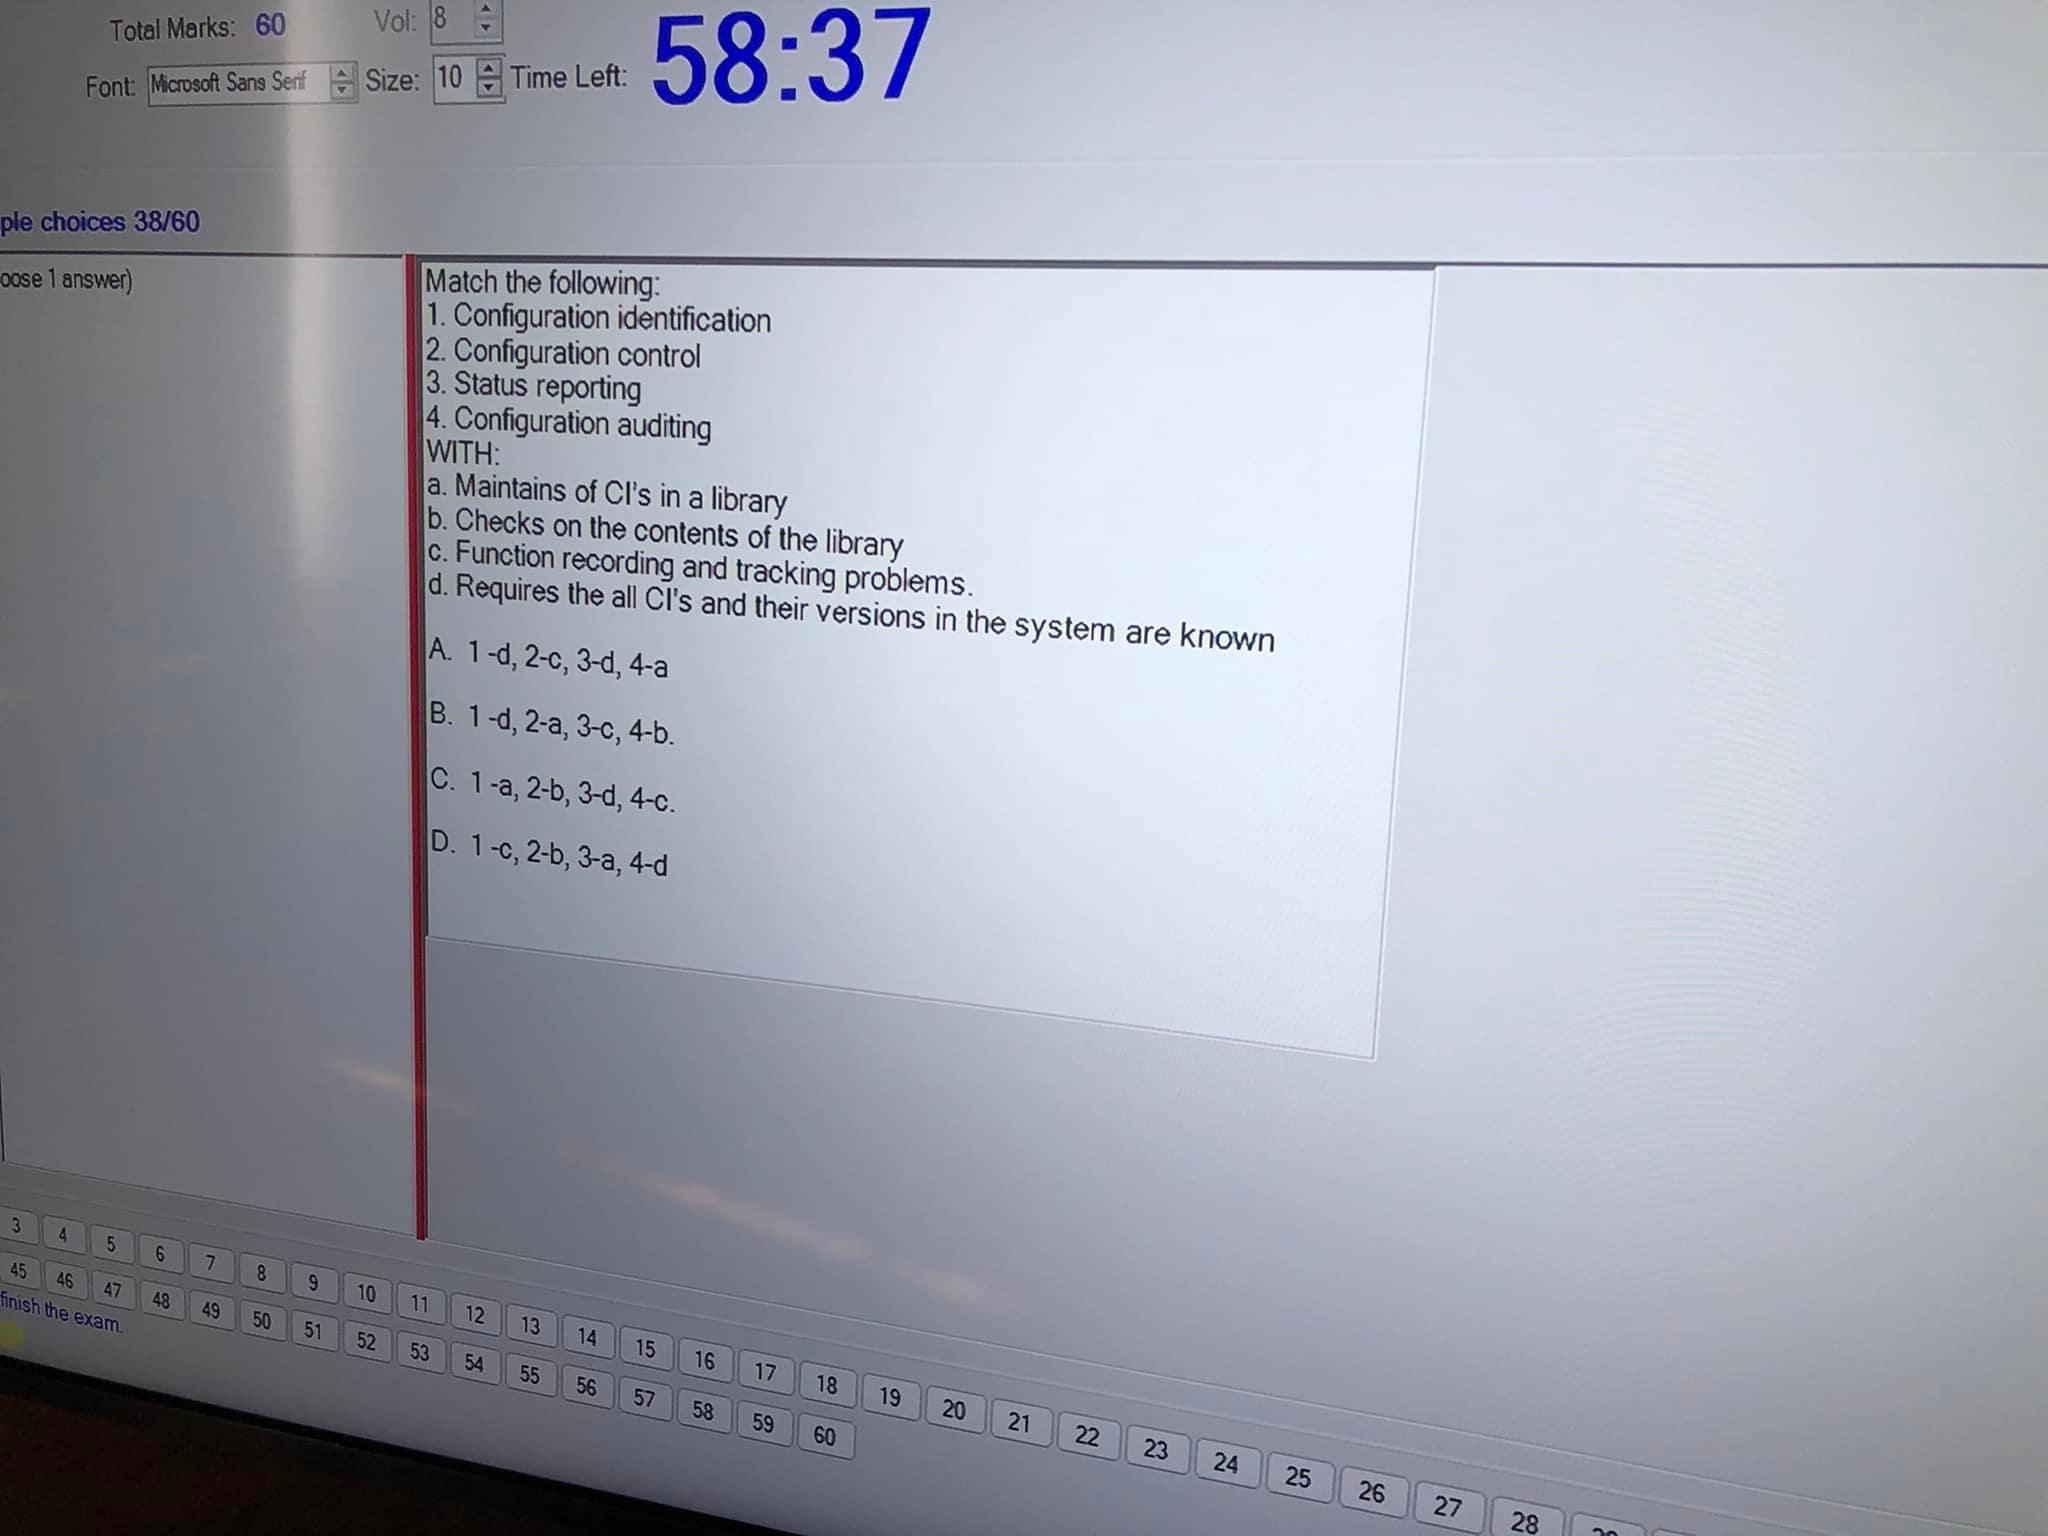 Total Marks: 60 Vol: 8
Font: Microsoft Sans Serif Size: 10 Time Left: 58:37
ple choices 38/60
oose 1 answer)
Match the following:
1. Configuration identification
2. Configuration control
3. Status reporting
4. Configuration auditing
WITH:
a. Maintains of CI's in a library
b. Checks on the contents of the library
c. Function recording and tracking problems.
d. Requires the all CI's and their versions in the system are known
A. 1-d, 2-c, 3-d, 4-a
B. 1-d, 2-a, 3-c, 4-b.
C. 1-a, 2-b, 3-d, 4-c.
D. 1-c, 2-b, 3-a, 4-d
3 4 5 6 7 8 9 10 11 12 13 14 15 16 17 18 19 20 21 22 23 24 25 26 27 28
45 46 47 48 49 50 51 52 53 54 55 56 57 58 59 60
finish the exam.